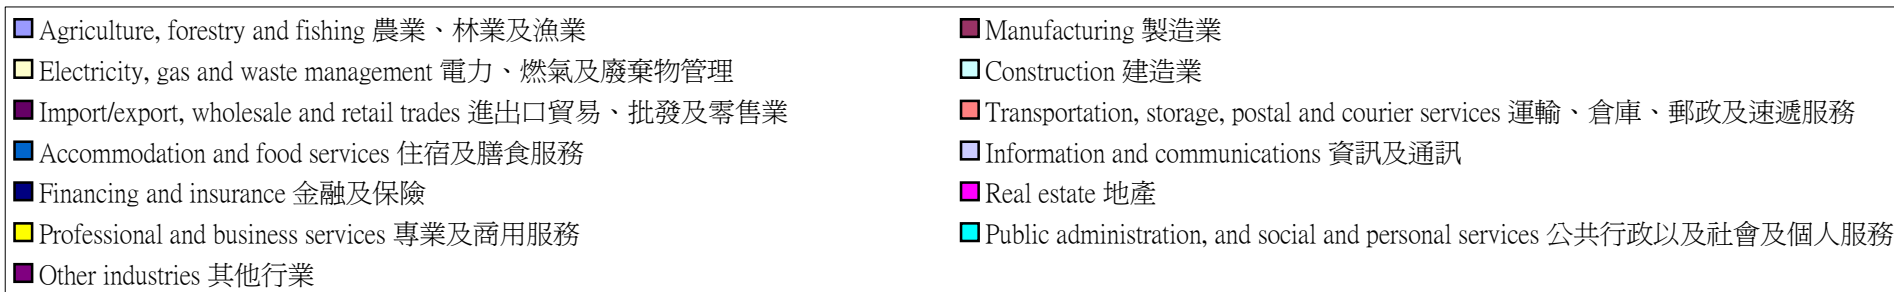 Agriculture, forestry and fishing 農業、林業及漁業
Manufacturing 製造業
Electricity, gas and waste management 電力、燃氣及廢棄物管理
Construction 建造業
Import/export, wholesale and retail trades 進出口貿易、批發及零售業
Transportation, storage, postal and courier services 運輸、倉庫、郵政及速遞服務
Accommodation and food services 住宿及膳食服務
Information and communications 資訊及通訊
Financing and insurance 金融及保險
Real estate 地產
Professional and business services 專業及商用服務
Public administration, and social and personal services 公共行政以及社會及個人服務
Other industries 其他行業